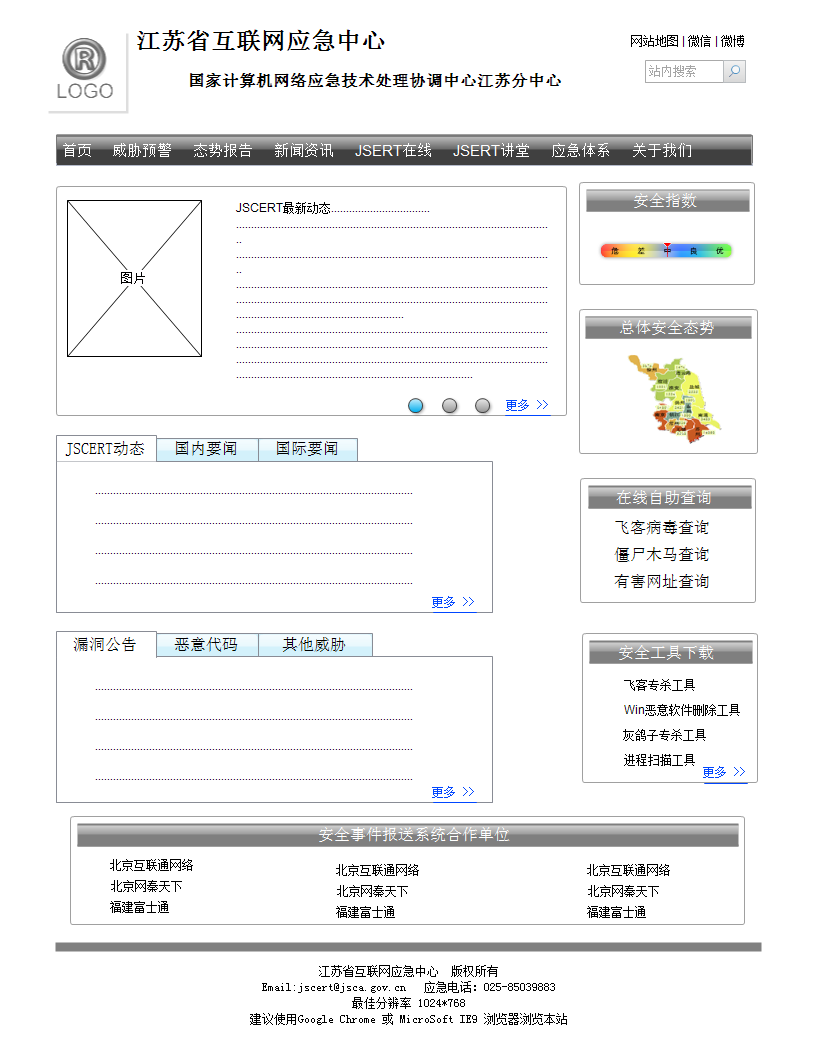 江苏省互联网应急中心
国家计算机网络应急技术处理协调中心江苏分中心
LOGO
网站地图 | 微信 | 微博
站内搜索
首页 威胁预警 态势报告 新闻资讯 JSERT在线 JSERT讲堂 应急体系 关于我们
图片
JSCERT最新动态.................................
更多 >>
安全指数
危 差 中 良 优
总体安全态势
JSCERT动态 国内要闻 国际要闻
更多 >>
在线自助查询
飞客病毒查询
僵尸木马查询
有害网址查询
漏洞公告 恶意代码 其他威胁
更多 >>
安全工具下载
飞客专杀工具
Win恶意软件删除工具
灰鸽子专杀工具
进程扫描工具
更多 >>
安全事件报送系统合作单位
北京互联通网络 北京互联通网络 北京互联通网络
北京网秦天下 北京网秦天下 北京网秦天下
福建富士通 福建富士通 福建富士通
江苏省互联网应急中心 版权所有
Email:jscert@jsca.gov.cn 应急电话: 025-85039883
最佳分辨率 1024*768
建议使用Google Chrome 或 MicroSoft IE9 浏览器浏览本站